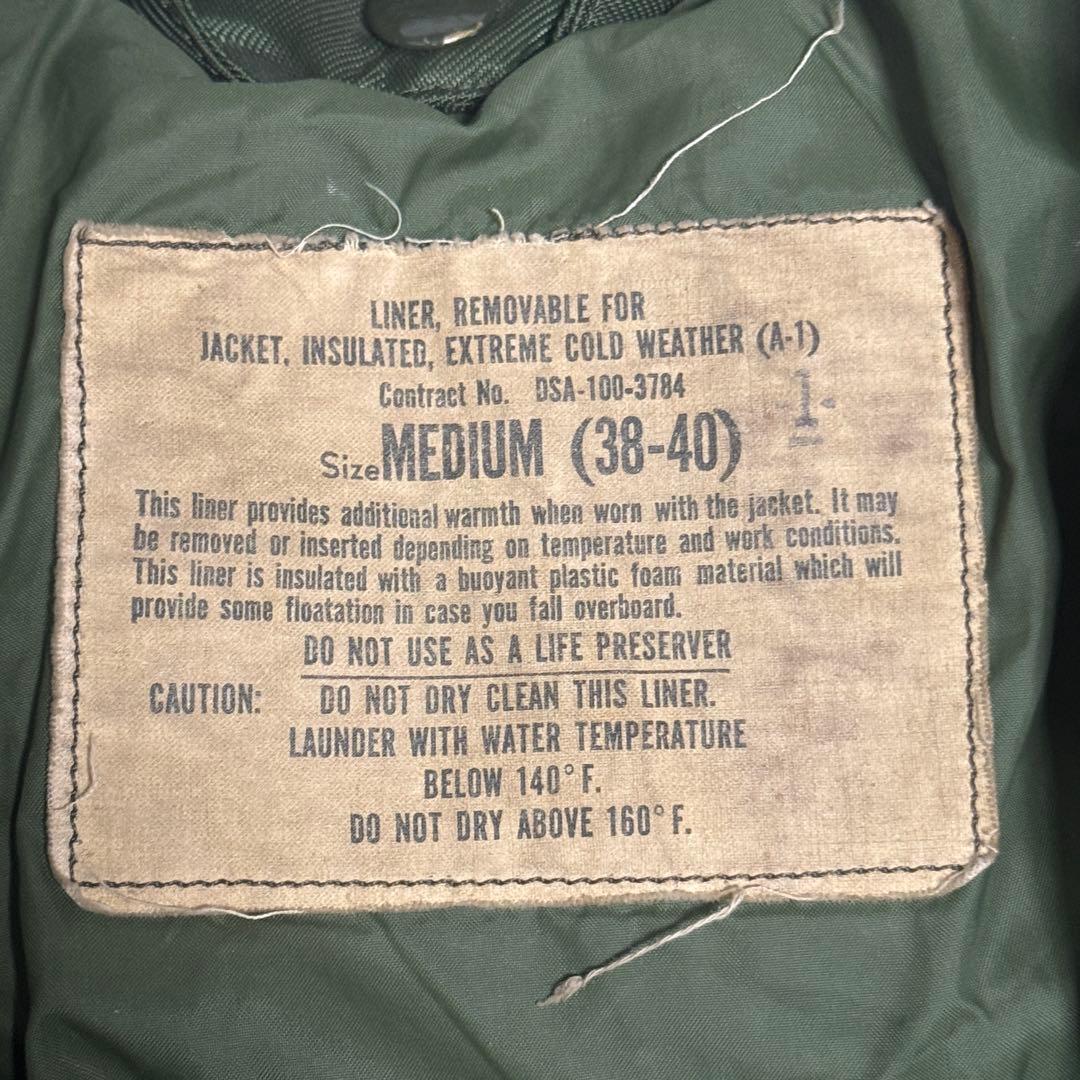 LINER, REMOVABLE FOR
JACKET, INSULATED, EXTREME COLD WEATHER (A-1)
Contract No. DSA-100-3784
Size MEDIUM (38-40)
This liner provides additional warmth when worn with the jacket. It may
be removed or inserted depending on temperature and work conditions.
This liner is insulated with a buoyant plastic foam material which will
provide some floatation in case you fall overboard.
DO NOT USE AS A LIFE PRESERVER
CAUTION: DO NOT DRY CLEAN THIS LINER.
LAUNDER WITH WATER TEMPERATURE
BELOW 140° F.
DO NOT DRY ABOVE 160° F.